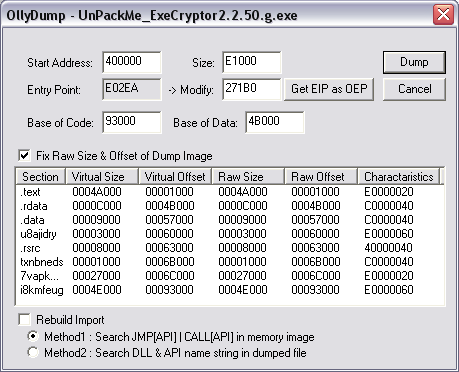 OllyDump - UnPackMe_ExeCryptor2.2.50.g.exe
Start Address: 400000 Size: E1000 Dump
Entry Point: E02EA -> Modify: 271B0 Get EIP as OEP Cancel
Base of Code: 93000 Base of Data: 4B000
Fix Raw Size & Offset of Dump Image
Section Virtual Size Virtual Offset Raw Size Raw Offset Charactaristics
.text 0004A000 00001000 0004A000 00001000 E0000020
.rdata 0000C000 0004B000 0000C000 0004B000 C0000040
.data 00009000 00057000 00009000 00057000 C0000040
u8ajidry 00003000 00060000 00003000 00060000 E0000060
.rsrc 00008000 00063000 00008000 00063000 40000040
txnbneds 00001000 0006B000 00001000 0006B000 C0000040
7vapk... 00027000 0006C000 00027000 0006C000 E0000060
i8kmfeug 0004E000 00093000 0004E000 00093000 E0000060
Rebuild Import
Method1 : Search JMP[API] | CALL[API] in memory image
Method2 : Search DLL & API name string in dumped file